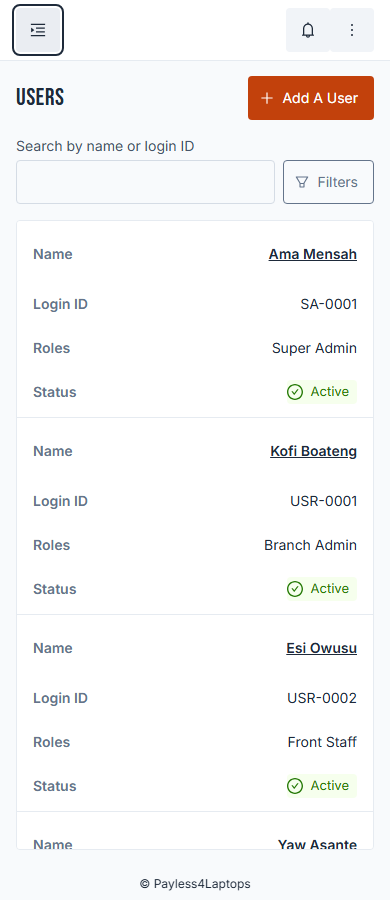 USERS
Add A User
Search by name or login ID
Filters
Name Ama Mensah
Login ID SA-0001
Roles Super Admin
Status Active
Name Kofi Boateng
Login ID USR-0001
Roles Branch Admin
Status Active
Name Esi Owusu
Login ID USR-0002
Roles Front Staff
Status Active
Name Yaw Asante
© Payless4Laptops